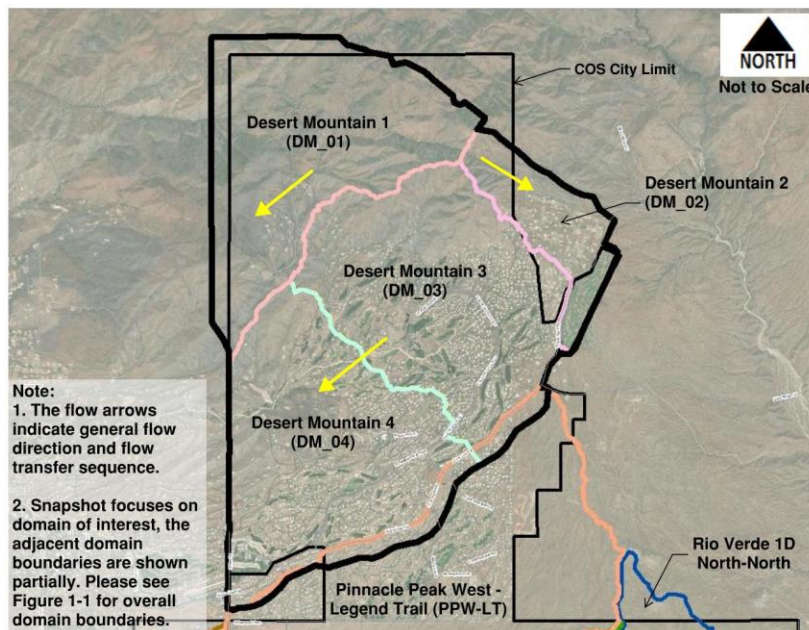 NORTH
Not to Scale
COS City Limit
Desert Mountain 1
(DM_01)
Desert Mountain 2
(DM_02)
Desert Mountain 3
(DM_03)
Desert Mountain 4
(DM_04)
Note:
1. The flow arrows
indicate general flow
direction and flow
transfer sequence.
2. Snapshot focuses on
domain of interest, the
adjacent domain
boundaries are shown
partially. Please see
Figure 1-1 for overall
domain boundaries.
Pinnacle Peak West -
Legend Trail (PPW-LT)
Rio Verde 1D
North-North